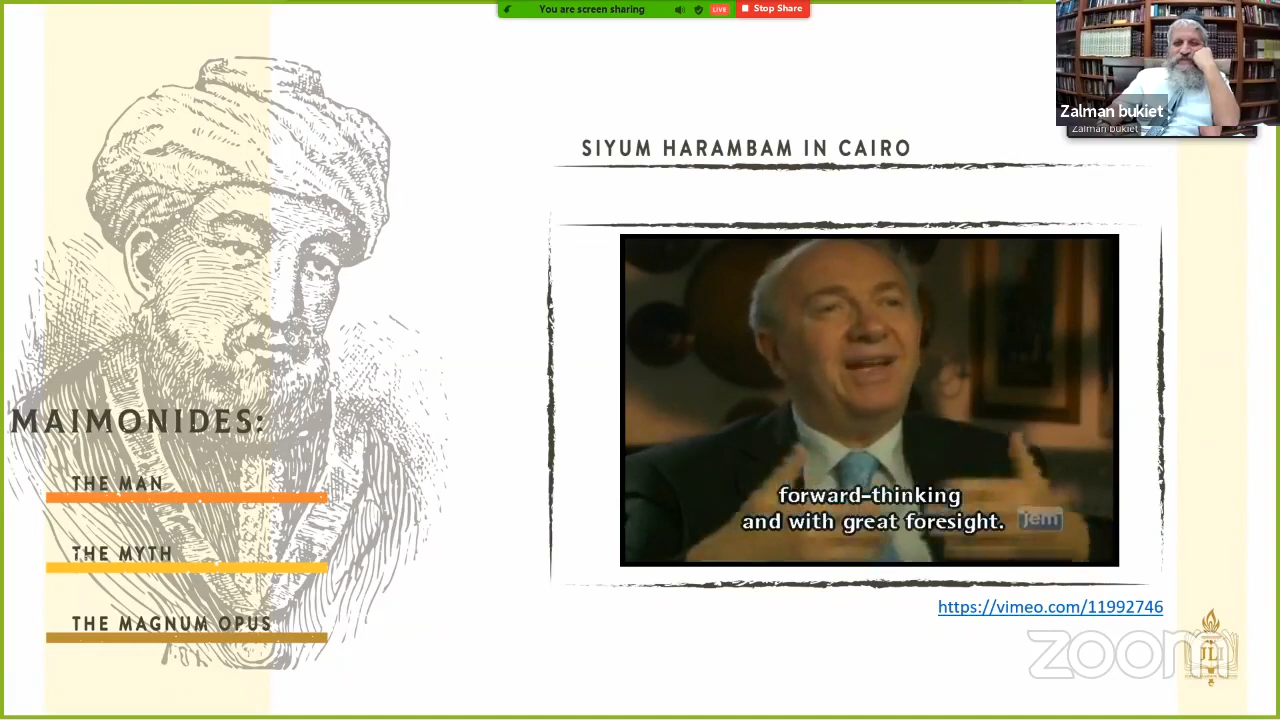 You are screen sharing
LIVE
Stop Share
Zalman bukiet
Zalman bukiet
SIYUM HARAMBAM IN CAIRO
forward-thinking
and with great foresight.
jem
MAIMONIDES:
THE MAN
THE MYTH
THE MAGNUM OPUS
https://vimeo.com/11992746
zoom
JLI